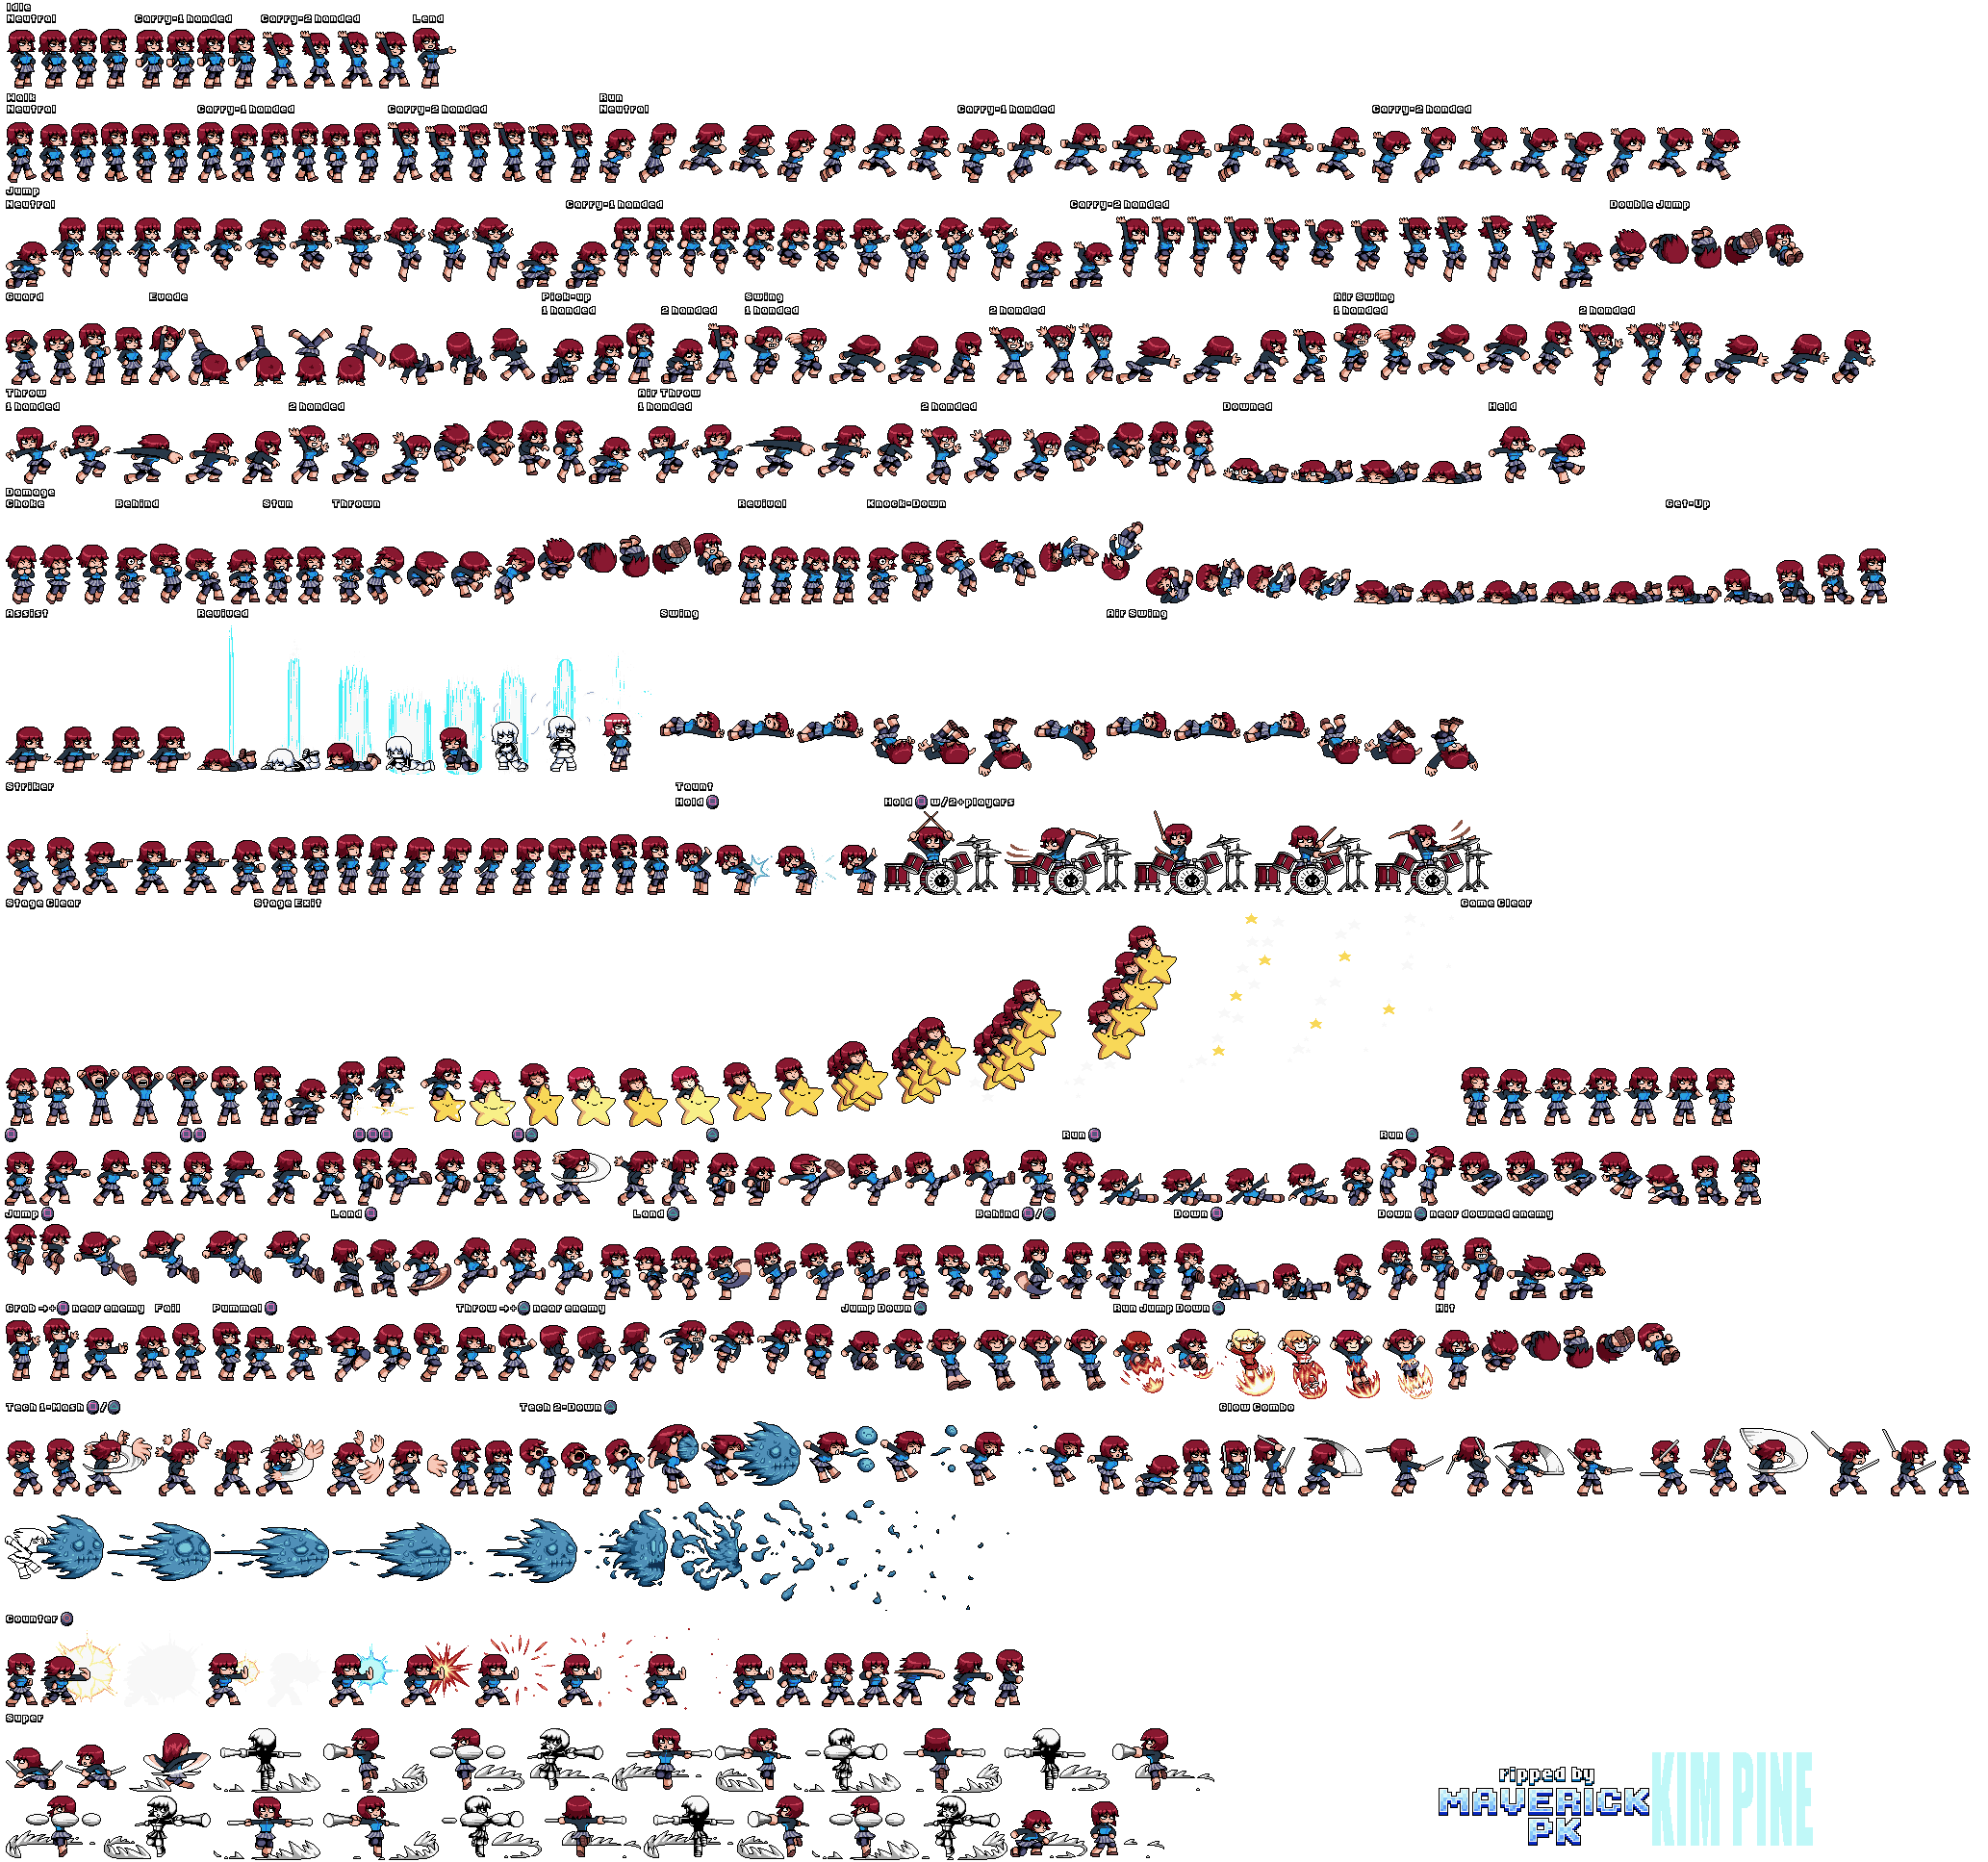 Idle
Neutral Carry-1 handed Carry-2 handed Land
Walk Run
Neutral Carry-1 handed Carry-2 handed Neutral Carry-1 handed Carry-2 handed
Jump
Neutral Carry-1 handed Carry-2 handed Double Jump
Guard Evade Pick-up Swing Air Swing
1 handed 2 handed 1 handed 2 handed 1 handed 2 handed
Throw Air Throw
1 handed 2 handed 1 handed 2 handed Downed Held
Damage
Choke Behind Stun Thrown Revival Knock-Down Get-Up
Assist Revived Swing Air Swing
Striker Taunt
Hold Hold w/2+players
Stage Clear Stage Exit Game Clear
Run Run
Jump Land Land Behind / Down Down near downed enemy
Grab →+ near enemy Fail Pummel Throw →+ near enemy Jump Down Run Jump Down Hit
Tech 1-Mash / Tech 2-Down Glow Combo
Counter
Super
ripped by
MAVERICK
PK
KIM PINE